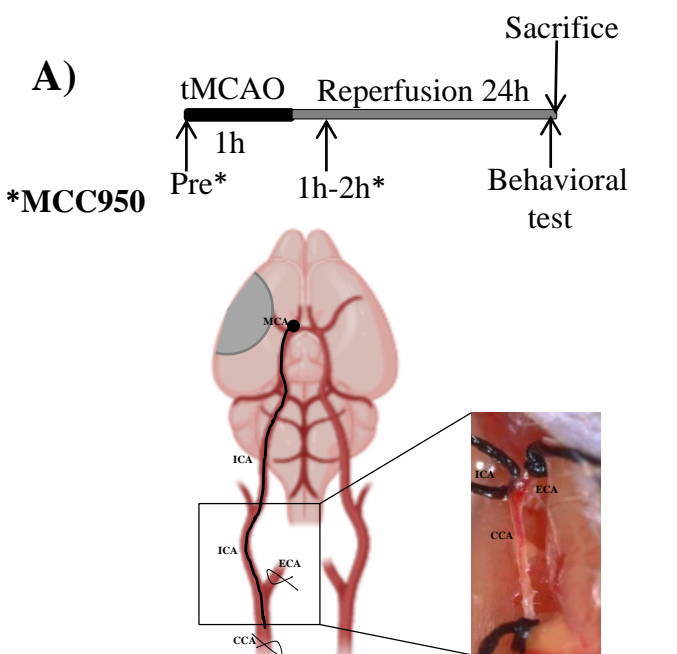 Sacrifice
A)
tMCAO
Reperfusion 24h
1h
Pre*
1h-2h*
Behavioral
test
*MCC950
MCA
ICA
ICA
ECA
CCA
ICA
ECA
CCA